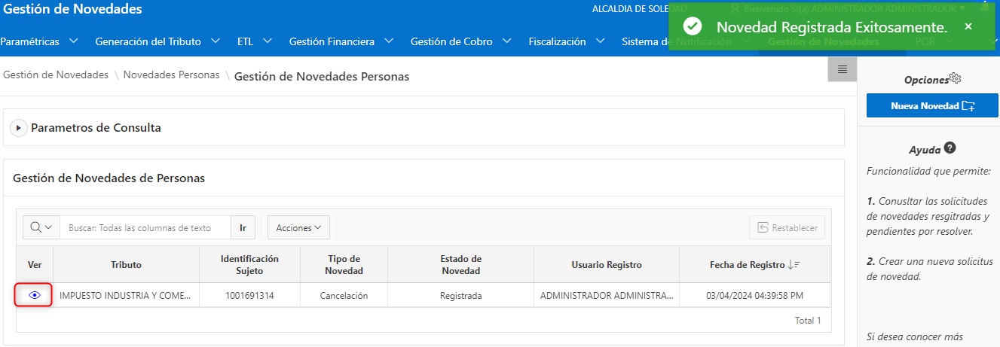 Gestión de Novedades
ALCALDIA DE SOLEDAD
Bienvenido Sr(a) ADMINISTRADOR ADMINISTRADOR
Novedad Registrada Exitosamente.
Paramétricas
Generación del Tributo
ETL
Gestión Financiera
Gestión de Cobro
Fiscalización
Sistema de Notificación
Gestión de Novedades
PQR
Gestión de Novedades \ Novedades Personas \ Gestión de Novedades Personas
Opciones
Nueva Novedad
Parametros de Consulta
Ayuda
Funcionalidad que permite:
1. Conusltar las solicitudes
de novedades resgitradas y
pendientes por resolver.
2. Crear una nueva solicitus
de novedad.
Si desea conocer más
Gestión de Novedades de Personas
Buscar: Todas las columnas de texto
Ir
Acciones
Restablecer
Ver
Tributo
Identificación
Sujeto
Tipo de
Novedad
Estado de
Novedad
Usuario Registro
Fecha de Registro
IMPUESTO INDUSTRIA Y COME...
1001691314
Cancelación
Registrada
ADMINISTRADOR ADMINISTRA...
03/04/2024 04:39:58 PM
Total 1